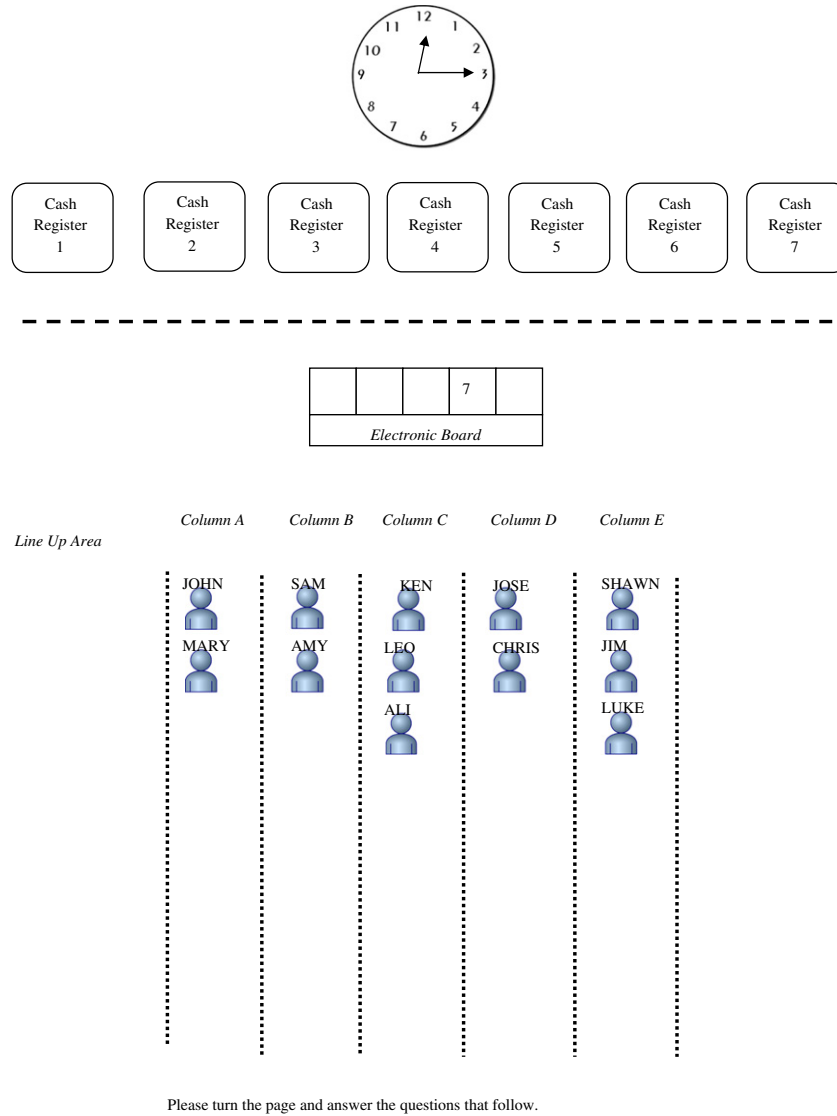 12
11 1
10 2
9 3
8 4
7 5
6
Cash Cash Cash Cash Cash Cash Cash
Register Register Register Register Register Register Register
1 2 3 4 5 6 7
7
Electronic Board
Column A Column B Column C Column D Column E
Line Up Area
JOHN SAM KEN JOSE SHAWN
MARY AMY LEO CHRIS JIM
ALI LUKE
Please turn the page and answer the questions that follow.